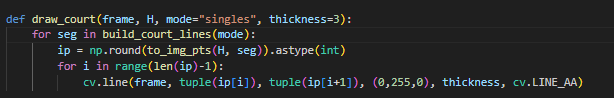 def draw_court(frame, H, mode="singles", thickness=3):
    for seg in build_court_lines(mode):
        ip = np.round(to_img_pts(H, seg)).astype(int)
        for i in range(len(ip)-1):
            cv.line(frame, tuple(ip[i]), tuple(ip[i+1]), (0,255,0), thickness, cv.LINE_AA)